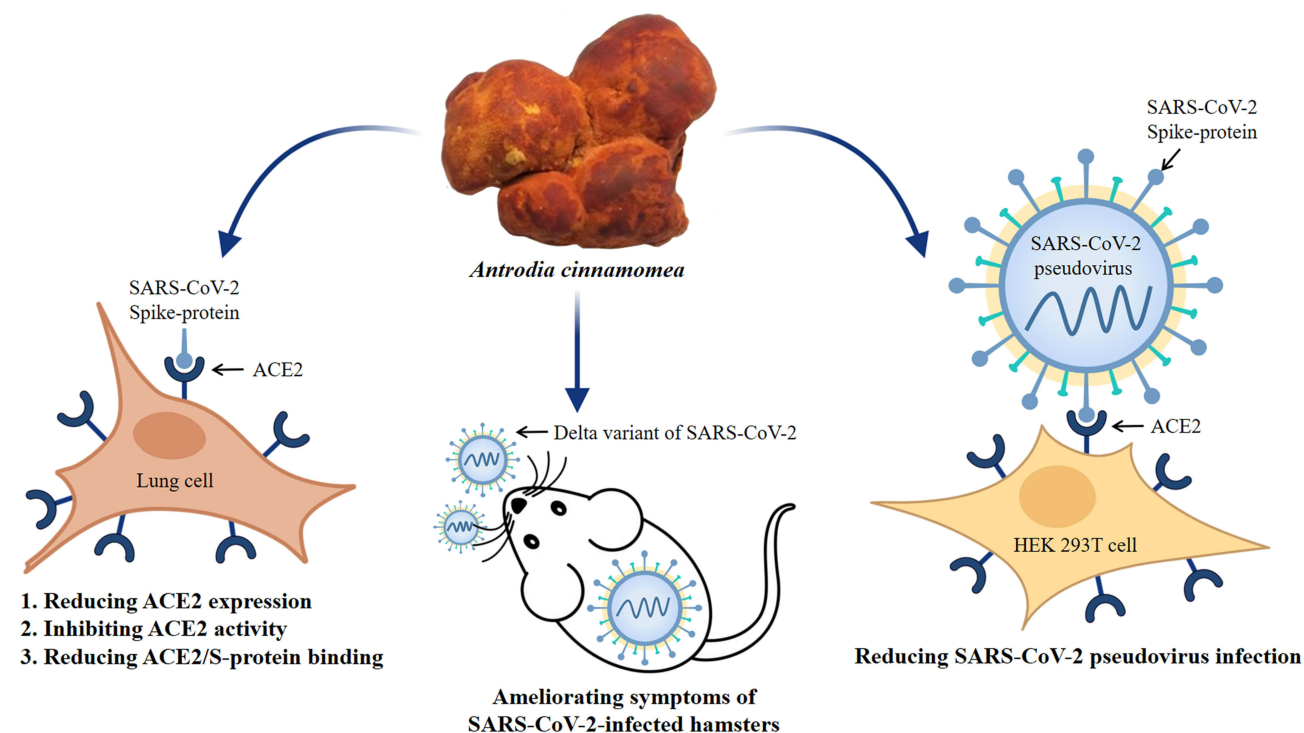 Antrodia cinnamomea
SARS-CoV-2
Spike-protein
ACE2
Lung cell
1. Reducing ACE2 expression
2. Inhibiting ACE2 activity
3. Reducing ACE2/S-protein binding
Delta variant of SARS-CoV-2
Ameliorating symptoms of
SARS-CoV-2-infected hamsters
SARS-CoV-2
Spike-protein
SARS-CoV-2
pseudovirus
ACE2
HEK 293T cell
Reducing SARS-CoV-2 pseudovirus infection